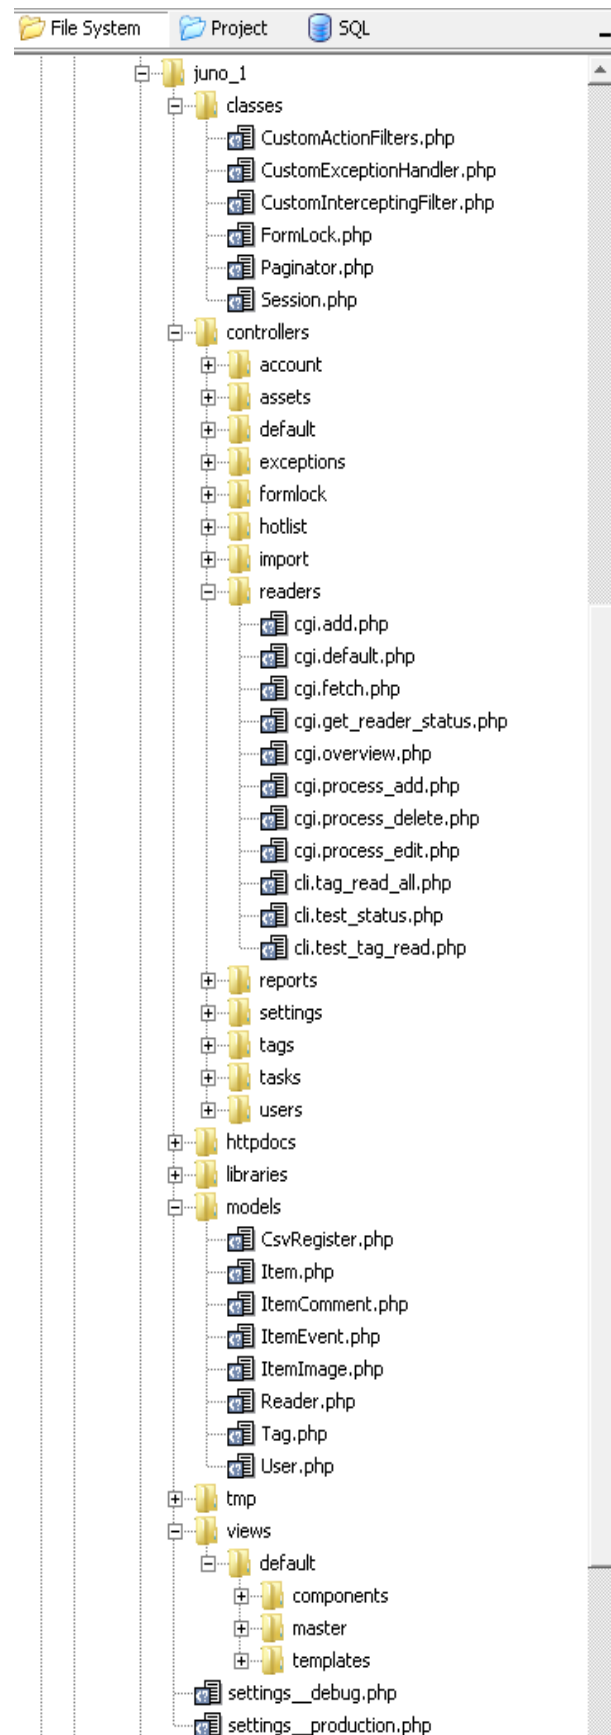 File System Project SQL
juno_1
classes
CustomActionFilters.php
CustomExceptionHandler.php
CustomInterceptingFilter.php
FormLock.php
Paginator.php
Session.php
controllers
account
assets
default
exceptions
formlock
hotlist
import
readers
cgi.add.php
cgi.default.php
cgi.fetch.php
cgi.get_reader_status.php
cgi.overview.php
cgi.process_add.php
cgi.process_delete.php
cgi.process_edit.php
cli.tag_read_all.php
cli.test_status.php
cli.test_tag_read.php
reports
settings
tags
tasks
users
httpdocs
libraries
models
CsvRegister.php
Item.php
ItemComment.php
ItemEvent.php
ItemImage.php
Reader.php
Tag.php
User.php
tmp
views
default
components
master
templates
settings__debug.php
settings__production.php